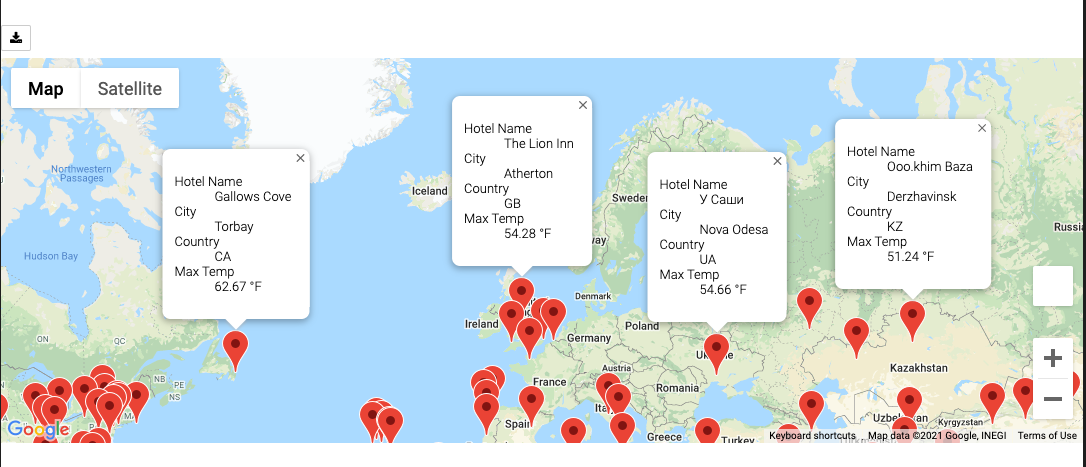 Map
Satellite
Hotel Name
The Lion Inn
City
Atherton
Country
GB
Max Temp
54.28 °F
Hotel Name
Ooo.khim Baza
City
Derzhavinsk
Country
KZ
Max Temp
51.24 °F
Hotel Name
Gallows Cove
City
Torbay
Country
CA
Max Temp
62.67 °F
Hotel Name
У Саши
City
Nova Odesa
Country
UA
Max Temp
54.66 °F
Northwestern
Passages
Iceland
Hudson Bay
Denmark
Ireland
Poland
Germany
ON
QC
Kazakhstan
NB
PE
NS
France
Austria
Romania
Spain
Greece
Turkey
Kyrgyzstan
Google
Keyboard shortcuts
Map data ©2021 Google, INEGI
Terms of Use